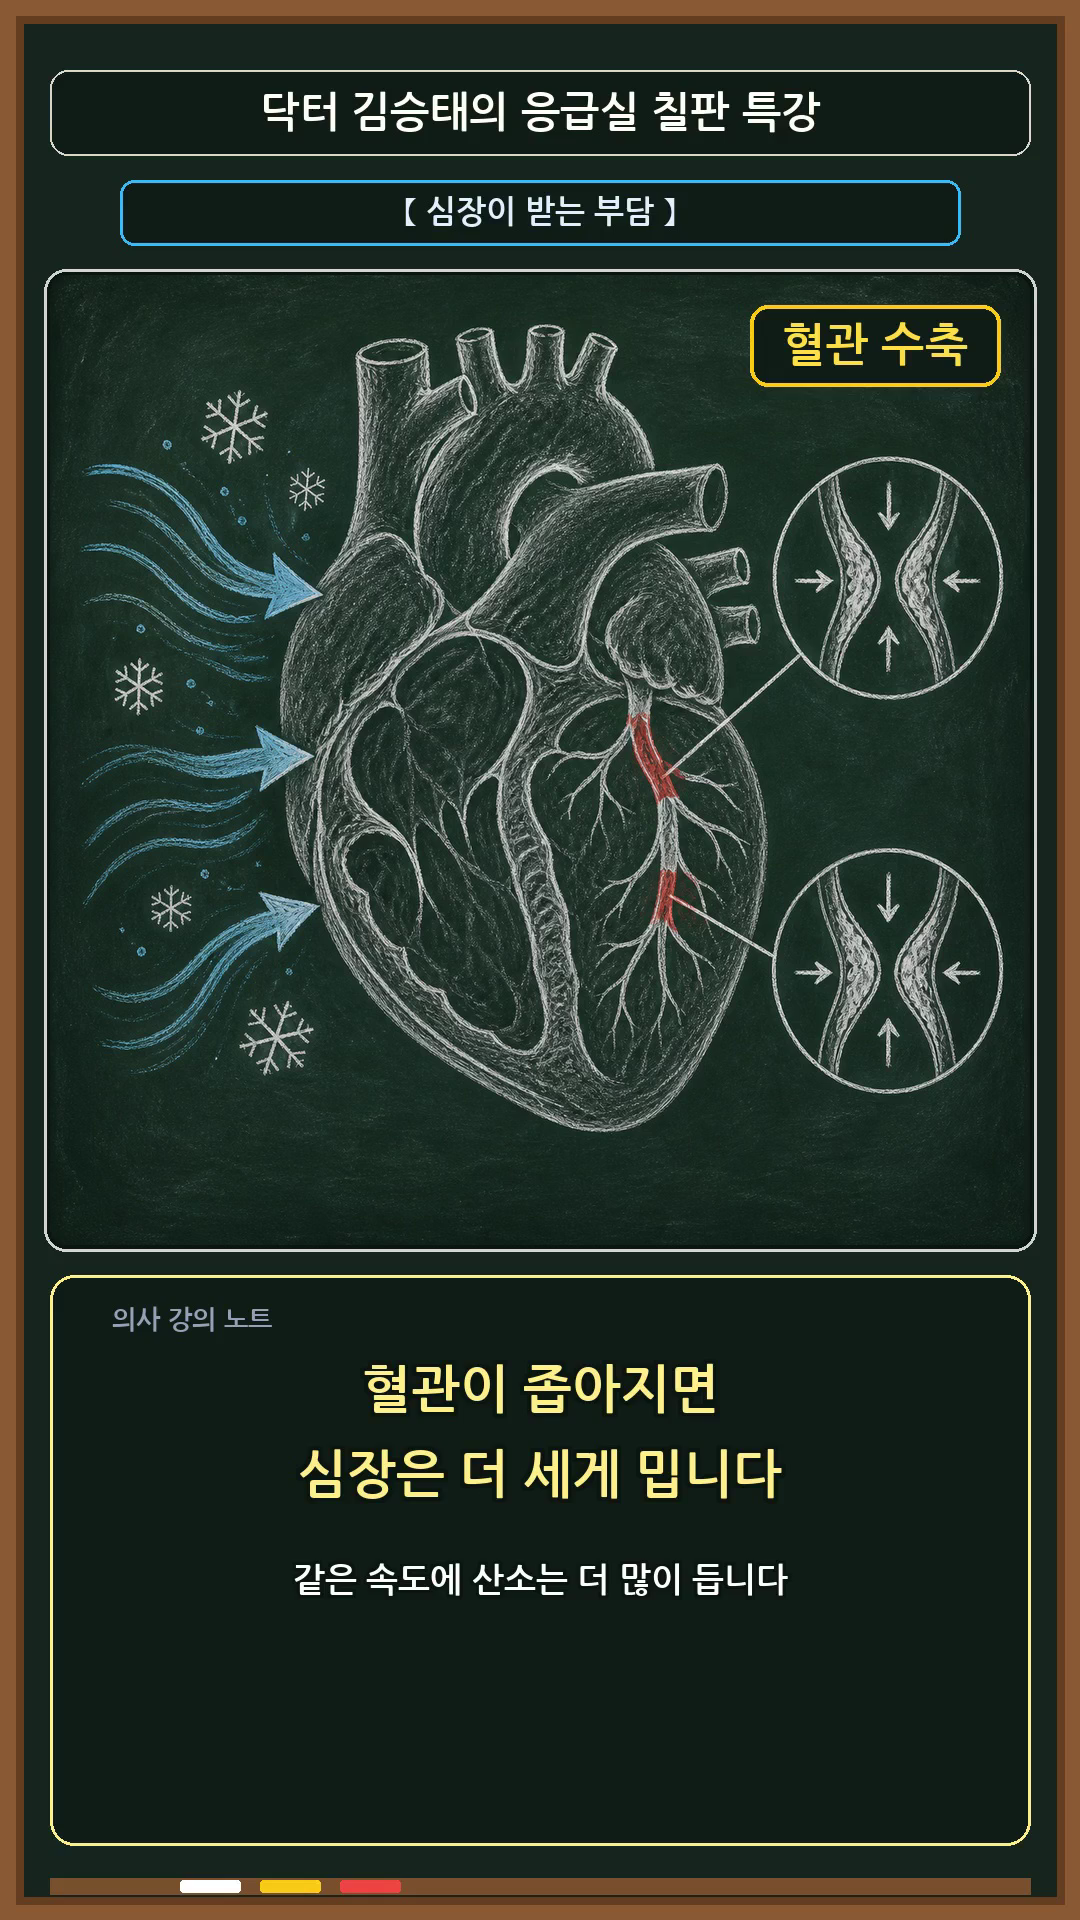 닥터 김승태의 응급실 칠판 특강
【 심장이 받는 부담 】
혈관 수축
의사 강의 노트
혈관이 좁아지면
심장은 더 세게 밉니다
같은 속도에 산소는 더 많이 듭니다